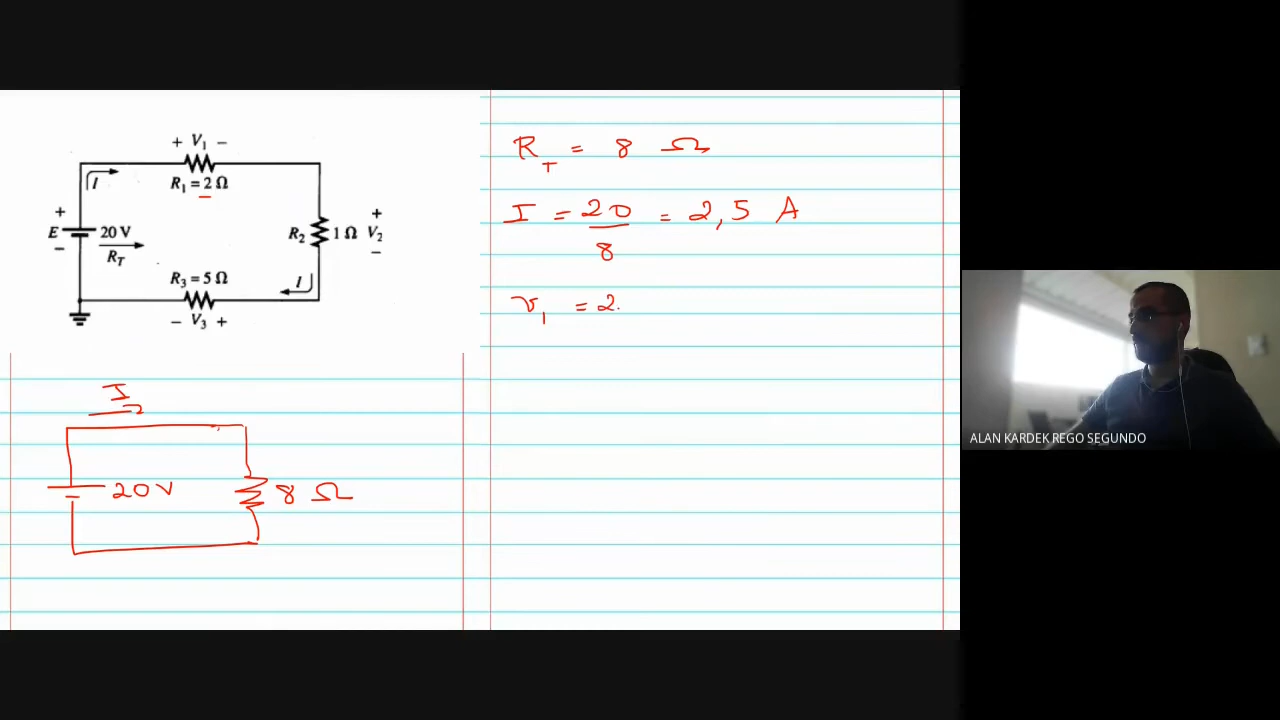 + V₁ −
I
R₁ = 2 Ω
+
E
20 V
−
R_T
R₂
1 Ω
+
V₂
−
R₃ = 5 Ω
I
− V₃ +
R_T = 8 Ω
I = 20/8 = 2,5 A
V₁ = 2.
I
20V
8 Ω
ALAN KARDEK REGO SEGUNDO